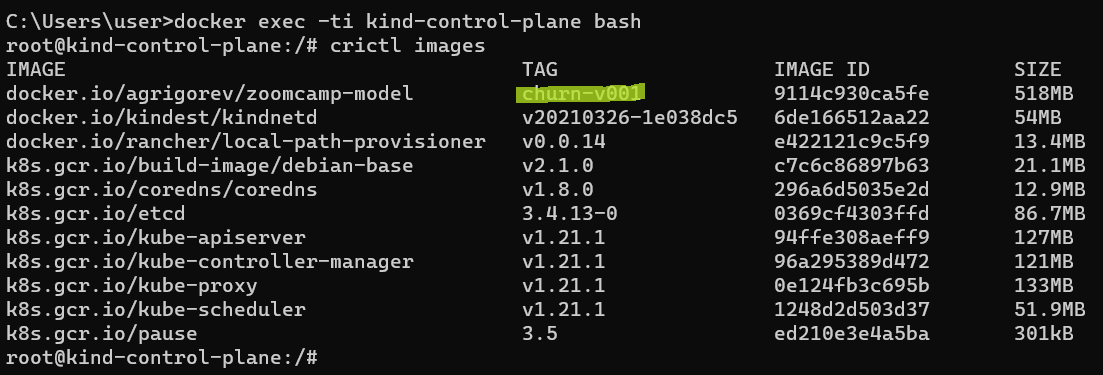 C:\Users\user>docker exec -ti kind-control-plane bash
root@kind-control-plane:/# crictl images
IMAGE TAG IMAGE ID SIZE
docker.io/agrigorev/zoomcamp-model churn-v001 9114c930ca5fe 518MB
docker.io/kindest/kindnetd v20210326-1e038dc5 6de166512aa22 54MB
docker.io/rancher/local-path-provisioner v0.0.14 e422121c9c5f9 13.4MB
k8s.gcr.io/build-image/debian-base v2.1.0 c7c6c86897b63 21.1MB
k8s.gcr.io/coredns/coredns v1.8.0 296a6d5035e2d 12.9MB
k8s.gcr.io/etcd 3.4.13-0 0369cf4303ffd 86.7MB
k8s.gcr.io/kube-apiserver v1.21.1 94ffe308aeff9 127MB
k8s.gcr.io/kube-controller-manager v1.21.1 96a295389d472 121MB
k8s.gcr.io/kube-proxy v1.21.1 0e124fb3c695b 133MB
k8s.gcr.io/kube-scheduler v1.21.1 1248d2d503d37 51.9MB
k8s.gcr.io/pause 3.5 ed210e3e4a5ba 301kB
root@kind-control-plane:/#